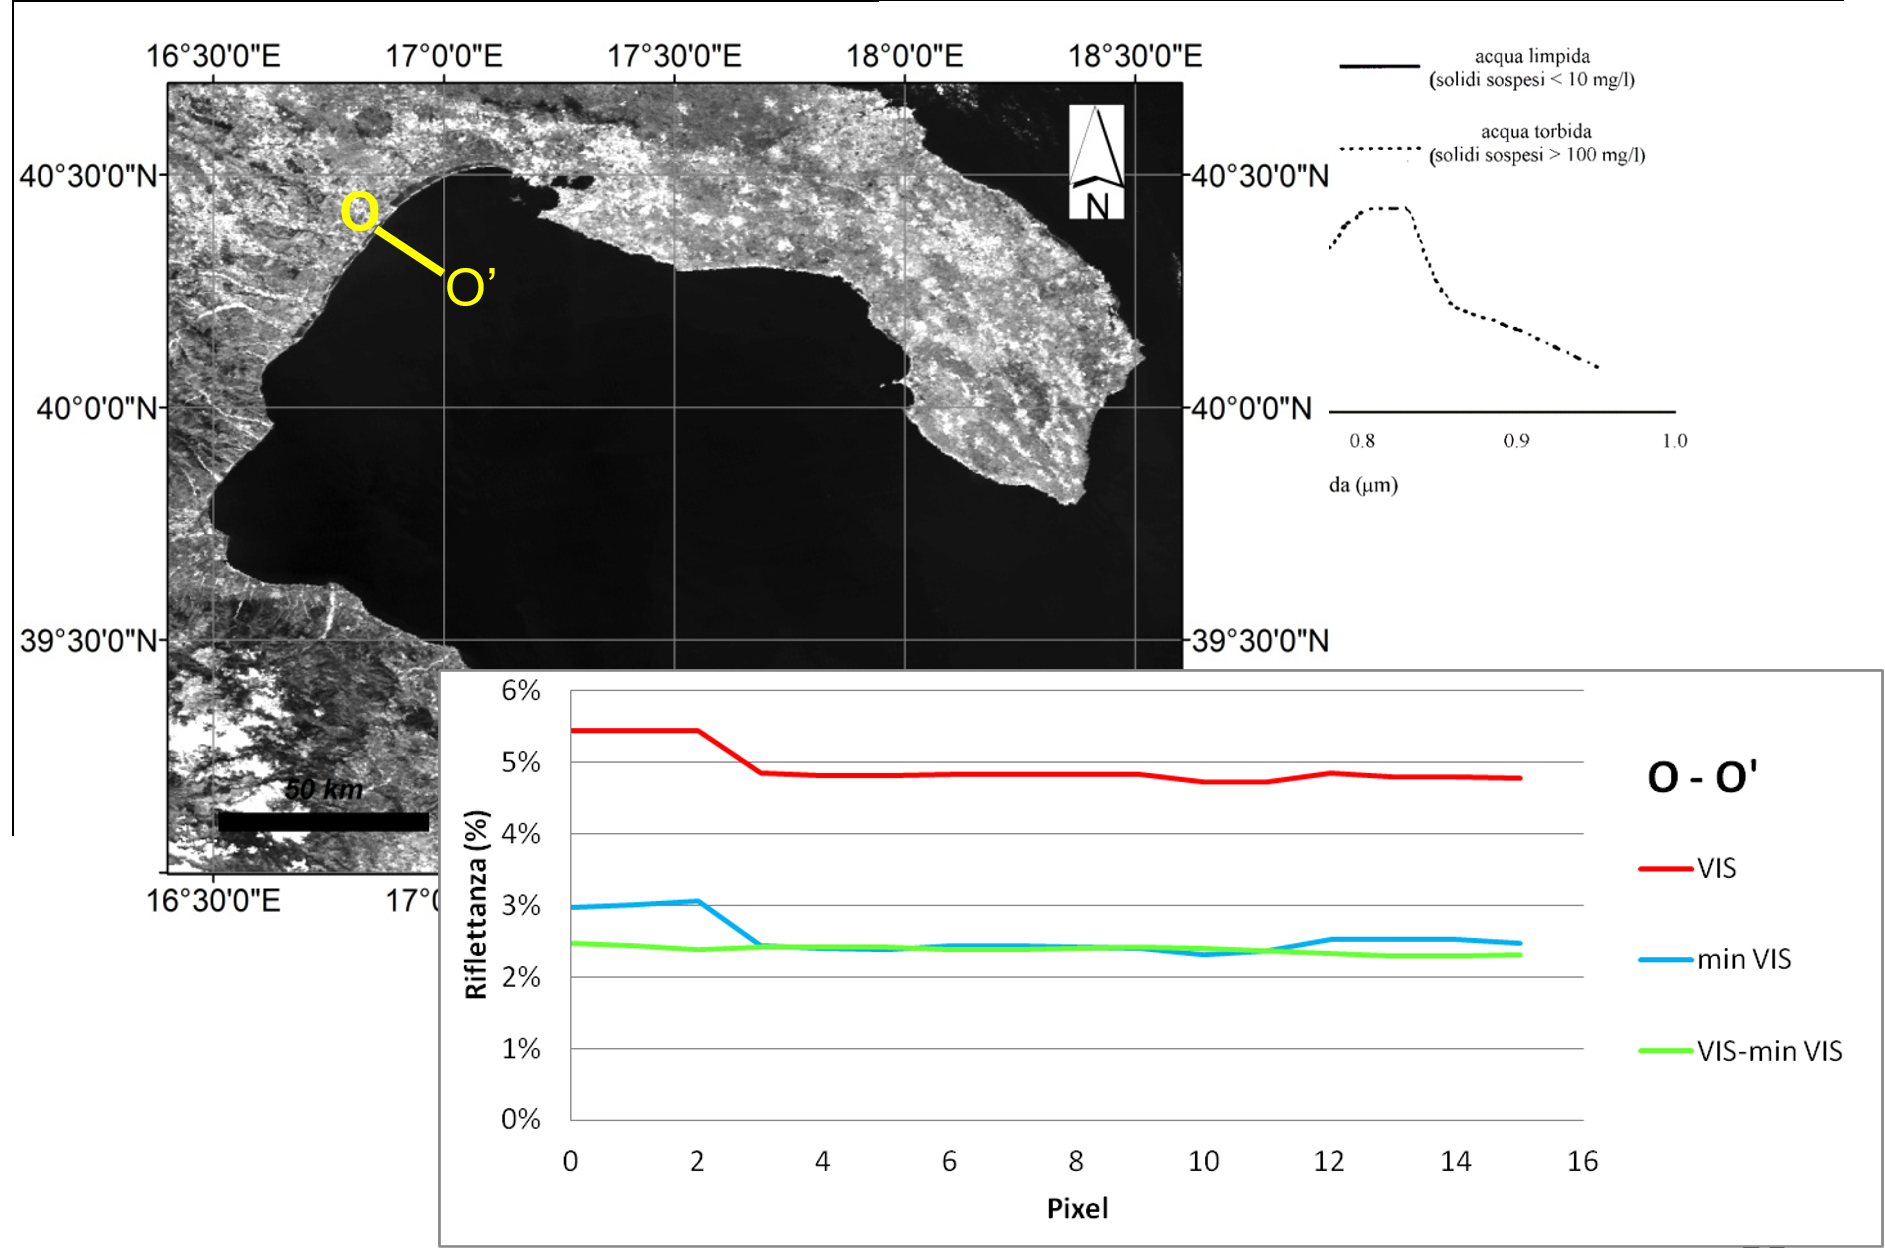 16°30'0"E 17°0'0"E 17°30'0"E 18°0'0"E 18°30'0"E
acqua limpida
(solidi sospesi < 10 mg/l)
acqua torbida
(solidi sospesi > 100 mg/l)
40°30'0"N 40°30'0"N
N
O
O'
40°0'0"N 40°0'0"N
0.8 0.9 1.0
da (μm)
39°30'0"N 39°30'0"N
50 km
16°30'0"E 17°0
6%
5%
4%
3%
2%
1%
0%
Riflettanza (%)
0 2 4 6 8 10 12 14 16
Pixel
O - O'
VIS
min VIS
VIS-min VIS